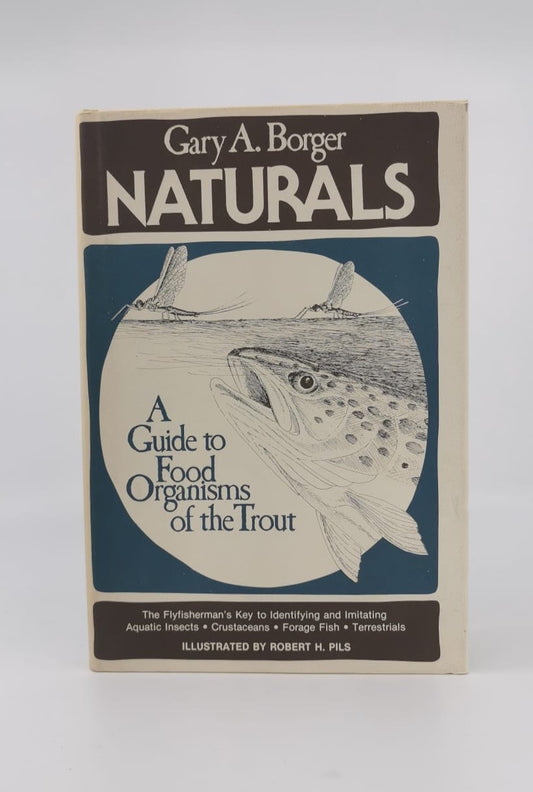 Gary A. Borger
NATURALS
A
Guide to
Food
Organisms
of the Trout
The Flyfisherman's Key to Identifying and Imitating
Aquatic Insects • Crustaceans • Forage Fish • Terrestrials
ILLUSTRATED BY ROBERT H. PILS